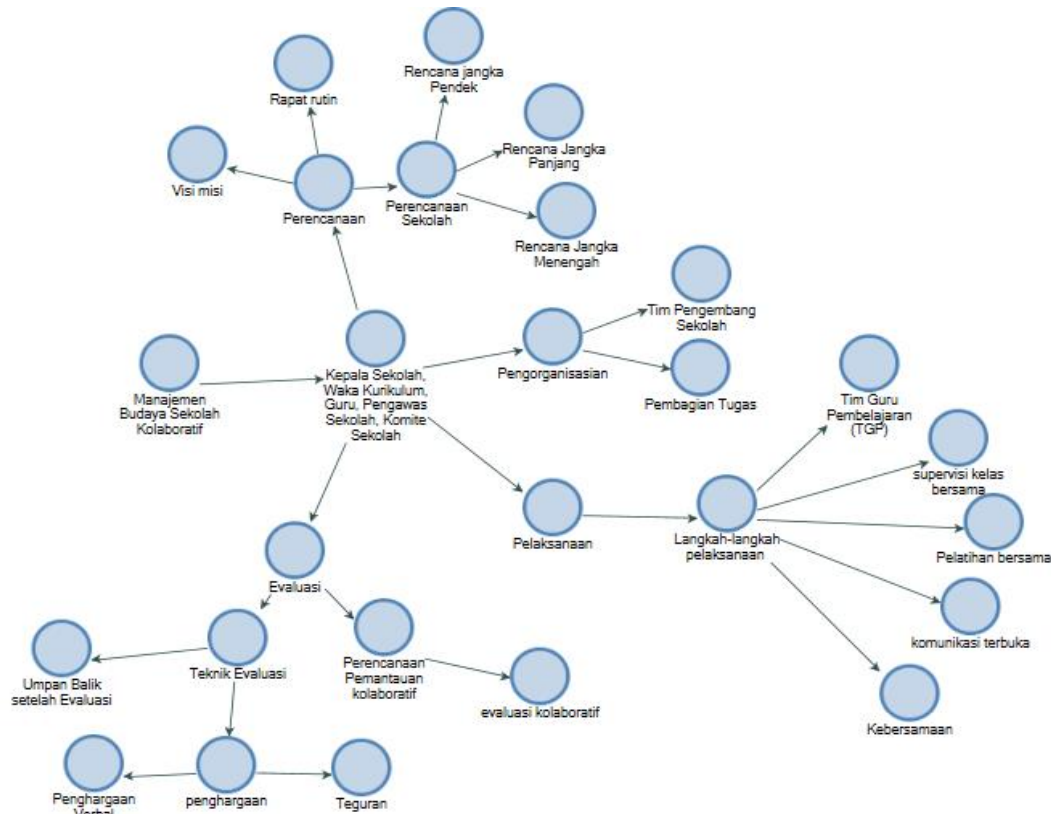 Rencana jangka
Pendek
Rapat rutin
Rencana Jangka
Panjang
Visi misi
Perencanaan
Perencanaan
Sekolah
Rencana Jangka
Menengah
Tim Pengembang
Sekolah
Pengorganisasian
Kepala Sekolah,
Waka Kurikulum,
Guru, Pengawas
Sekolah, Komite
Sekolah
Manajemen
Budaya Sekolah
Kolaboratif
Pembagian Tugas
Tim Guru
Pembelajaran
(TGP)
supervisi kelas
bersama
Pelaksanaan
Langkah-langkah
pelaksanaan
Pelatihan bersama
Evaluasi
komunikasi terbuka
Umpan Balik
setelah Evaluasi
Teknik Evaluasi
Perencanaan
Pemantauan
kolaboratif
evaluasi kolaboratif
Kebersamaan
Penghargaan
Verbal
penghargaan
Teguran